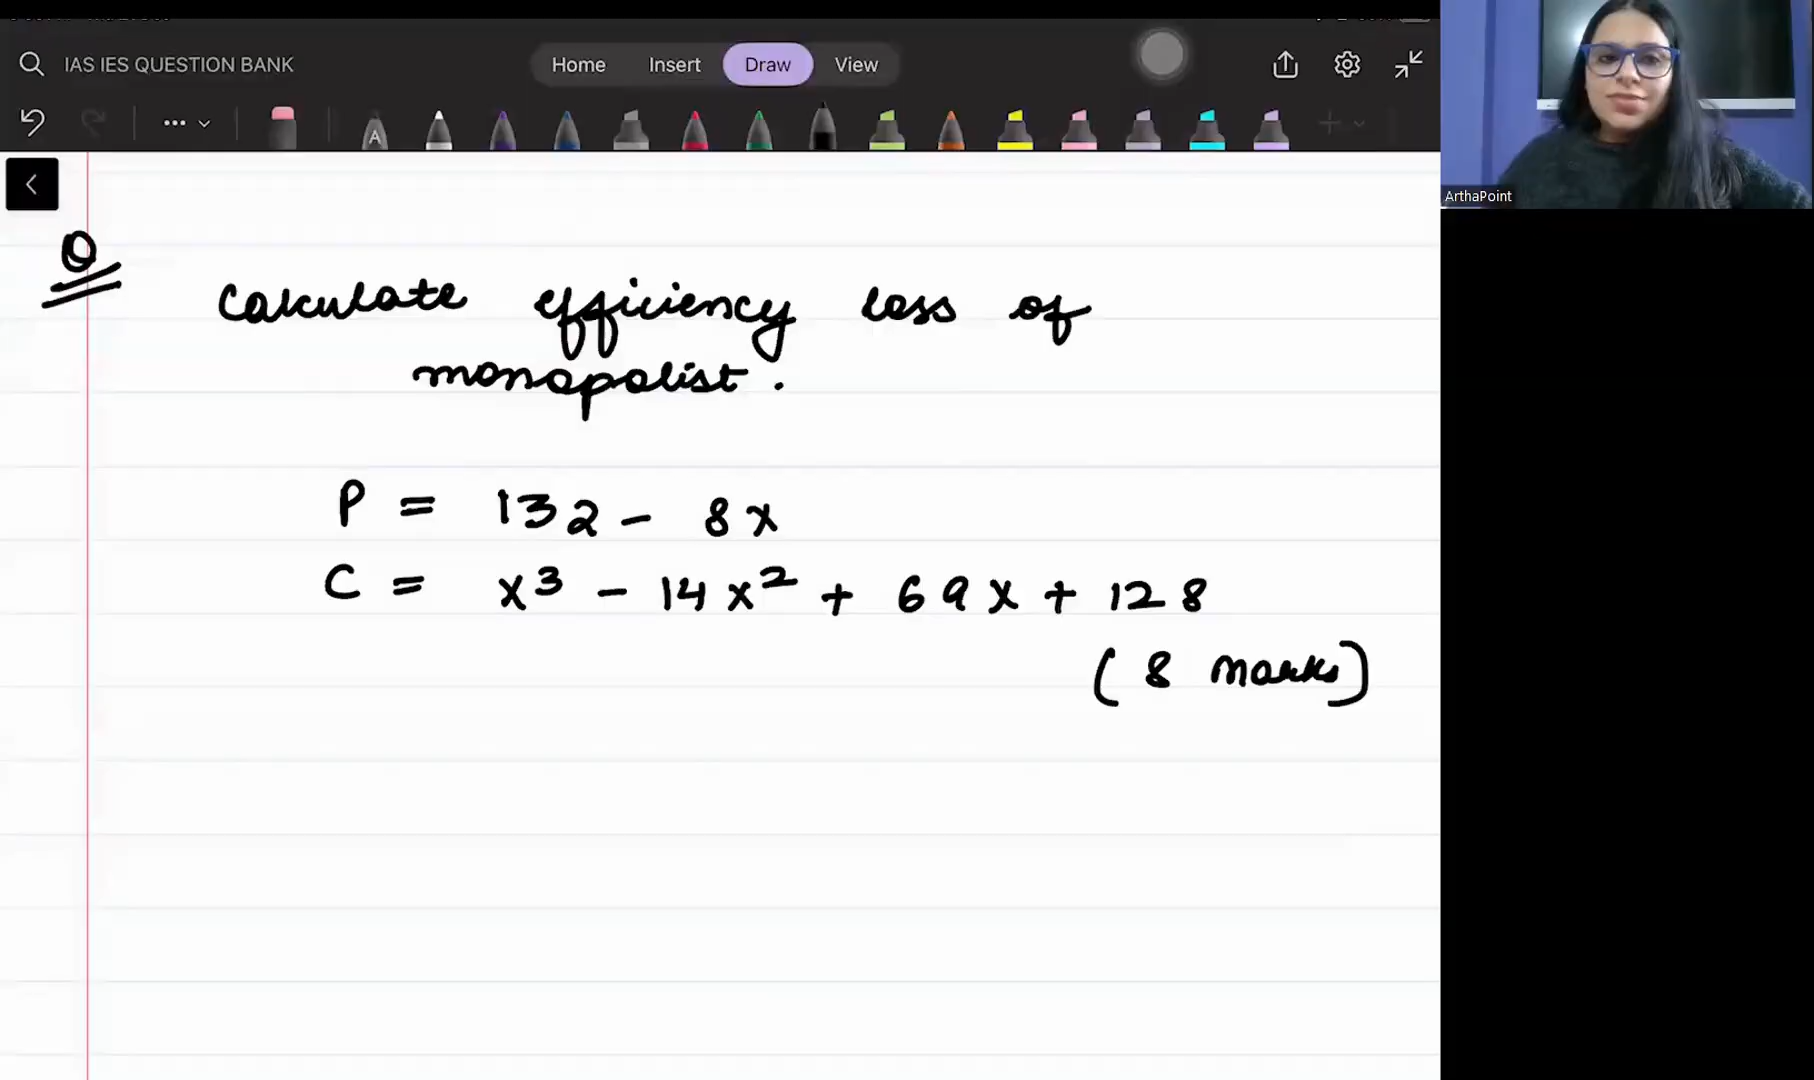 IAS IES QUESTION BANK
Home Insert Draw View
A
ArthaPoint
Q
Calculate efficiency loss of
monopolist.
P = 132 - 8x
C = x³ - 14x² + 69x + 128
(8 marks)